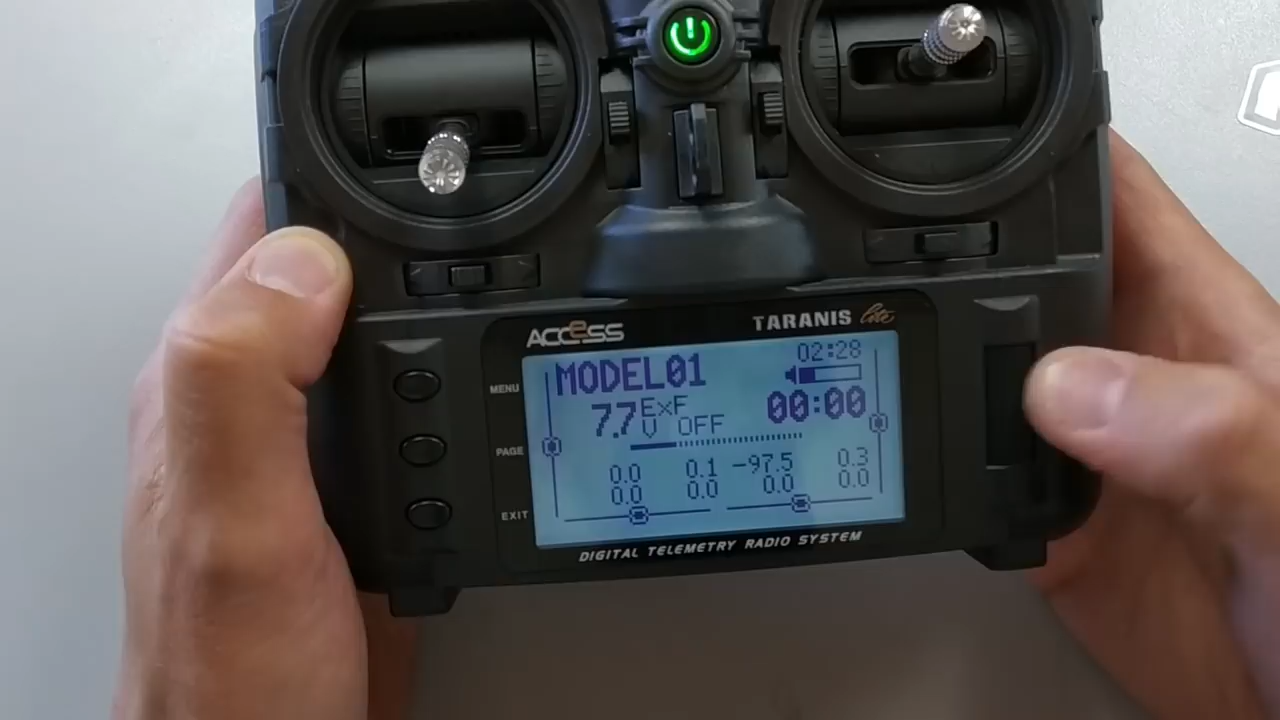 ACCESS
TARANIS lite
MENU
PAGE
EXIT
MODEL01
02:28
7.7 V
ExF
OFF
00:00
0.0 0.1 -97.5 0.3
0.0 0.0 0.0 0.0
DIGITAL TELEMETRY RADIO SYSTEM